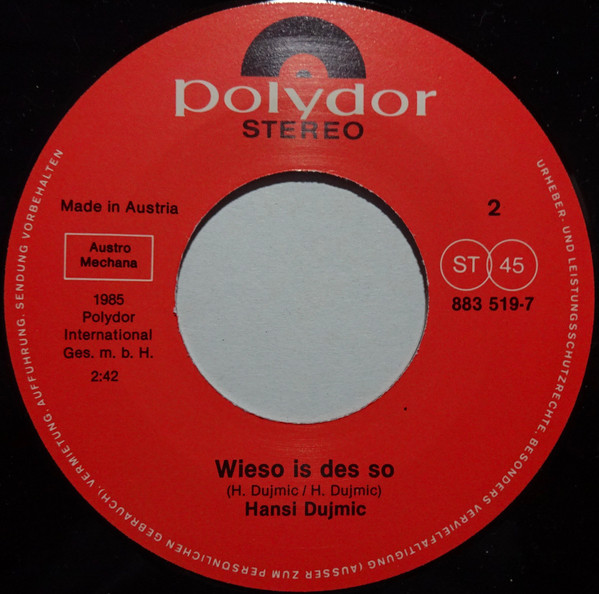 polydor
STEREO
Made in Austria
2
Austro
Mechana
ST 45
883 519-7
1985
Polydor
International
Ges. m. b. H.
2:42
Wieso is des so
(H. Dujmic / H. Dujmic)
Hansi Dujmic
URHEBER- UND LEISTUNGSSCHUTZRECHTE, BESONDERS VERVIELFÄLTIGUNG (AUSSER ZUM PERSÖNLICHEN GEBRAUCH), VERMIETUNG, AUFFÜHRUNG, SENDUNG VORBEHALTEN